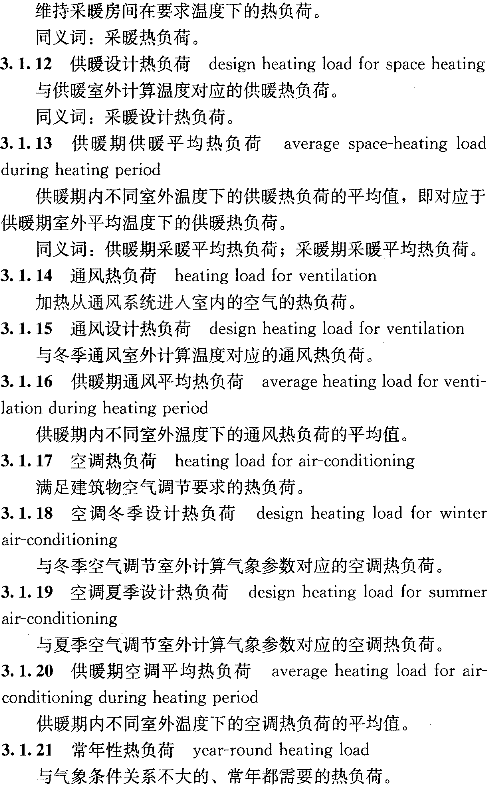 维持采暖房间在要求温度下的热负荷。
同义词：采暖热负荷。
3.1.12 供暖设计热负荷 design heating load for space heating
与供暖室外计算温度对应的供暖热负荷。
同义词：采暖设计热负荷。
3.1.13 供暖期供暖平均热负荷 average space-heating load
during heating period
供暖期内不同室外温度下的供暖热负荷的平均值，即对应于
供暖期室外平均温度下的供暖热负荷。
同义词：供暖期采暖平均热负荷；采暖期采暖平均热负荷。
3.1.14 通风热负荷 heating load for ventilation
加热从通风系统进入室内的空气的热负荷。
3.1.15 通风设计热负荷 design heating load for ventilation
与冬季通风室外计算温度对应的通风热负荷。
3.1.16 供暖期通风平均热负荷 average heating load for venti-
lation during heating period
供暖期内不同室外温度下的通风热负荷的平均值。
3.1.17 空调热负荷 heating load for air-conditioning
满足建筑物空气调节要求的热负荷。
3.1.18 空调冬季设计热负荷 design heating load for winter
air-conditioning
与冬季空气调节室外计算气象参数对应的空调热负荷。
3.1.19 空调夏季设计热负荷 design heating load for summer
air-conditioning
与夏季空气调节室外计算气象参数对应的空调热负荷。
3.1.20 供暖期空调平均热负荷 average heating load for air-
conditioning during heating period
供暖期内不同室外温度下的空调热负荷的平均值。
3.1.21 常年性热负荷 year-round heating load
与气象条件关系不大的、常年都需要的热负荷。